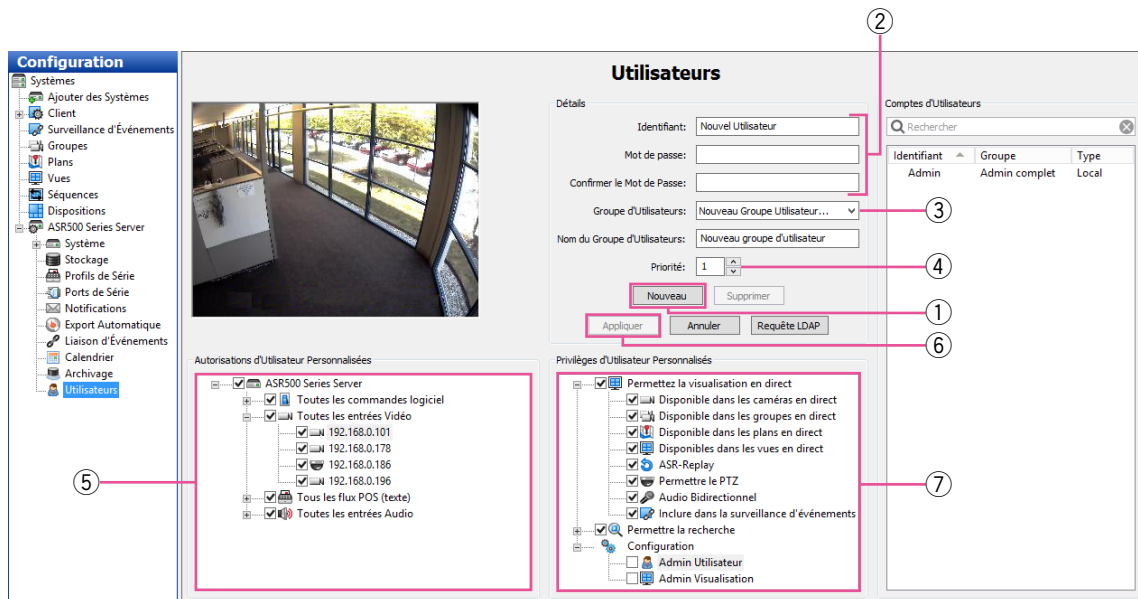 ②
Configuration
Systèmes
Ajouter des Systèmes
Client
Surveillance d'Événements
Groupes
Plans
Vues
Séquences
Dispositions
ASR500 Series Server
Système
Stockage
Profils de Série
Ports de Série
Notifications
Export Automatique
Liaison d'Événements
Calendrier
Archivage
Utilisateurs
Utilisateurs
Détails
Identifiant: Nouvel Utilisateur
Mot de passe:
Confirmer le Mot de Passe:
Groupe d'Utilisateurs: Nouveau Groupe Utilisateur... ③
Nom du Groupe d'Utilisateurs: Nouveau groupe d'utilisateur
Priorité: 1 ④
Nouveau Supprimer ①
Appliquer Annuler Requête LDAP ⑥
Comptes d'Utilisateurs
Rechercher
Identifiant Groupe Type
Admin Admin complet Local
Autorisations d'Utilisateur Personnalisées
ASR500 Series Server
Toutes les commandes logiciel
Toutes les entrées Vidéo
192.168.0.101
192.168.0.178
192.168.0.186
192.168.0.196
Tous les flux POS (texte)
Toutes les entrées Audio
⑤
Privilèges d'Utilisateur Personnalisés
Permettez la visualisation en direct
Disponible dans les caméras en direct
Disponible dans les groupes en direct
Disponible dans les plans en direct
Disponibles dans les vues en direct
ASR-Replay
Permettre le PTZ
Audio Bidirectionnel
Inclure dans la surveillance d'événements
Permettre la recherche
Configuration
Admin Utilisateur
Admin Visualisation
⑦